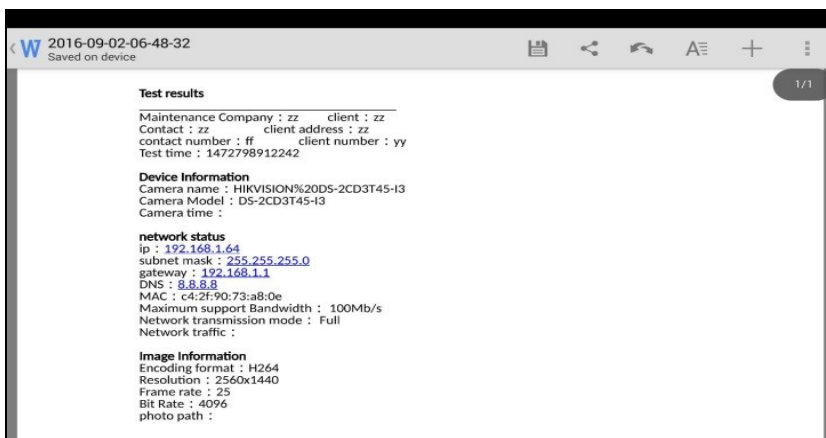 W 2016-09-02-06-48-32
Saved on device
A
1/1
Test results
Maintenance Company : zz client : zz
Contact : zz client address : zz
contact number : ff client number : yy
Test time : 1472798912242
Device Information
Camera name : HIKVISION%20DS-2CD3T45-I3
Camera Model : DS-2CD3T45-I3
Camera time :
network status
ip : 192.168.1.64
subnet mask : 255.255.255.0
gateway : 192.168.1.1
DNS : 8.8.8.8
MAC : c4:2f:90:73:a8:0e
Maximum support Bandwidth : 100Mb/s
Network transmission mode : Full
Network traffic :
Image Information
Encoding format : H264
Resolution : 2560x1440
Frame rate : 25
Bit Rate : 4096
photo path :